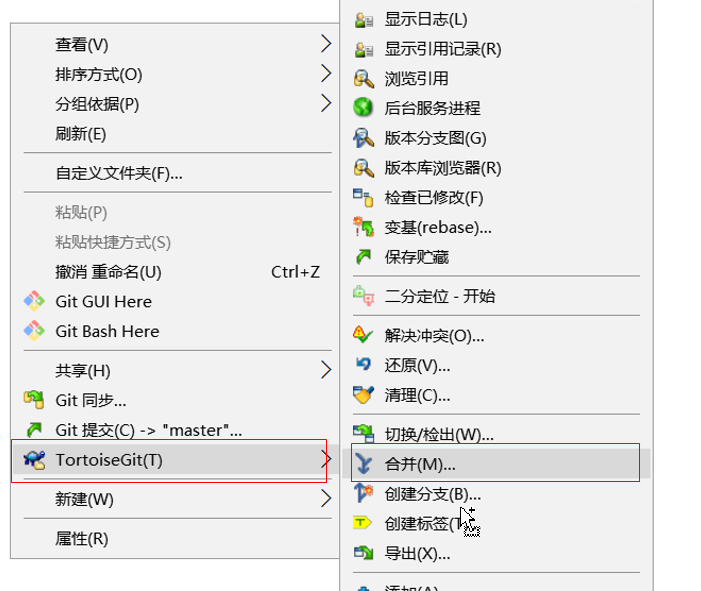 查看(V)
排序方式(O)
分组依据(P)
刷新(E)
自定义文件夹(F)...
粘贴(P)
粘贴快捷方式(S)
撤消 重命名(U) Ctrl+Z
Git GUI Here
Git Bash Here
共享(H)
Git 同步...
Git 提交(C) -> "master"...
TortoiseGit(T)
新建(W)
属性(R)
显示日志(L)
显示引用记录(R)
浏览引用
后台服务进程
版本分支图(G)
版本库浏览器(R)
检查已修改(F)
变基(rebase)...
保存贮藏
二分定位 - 开始
解决冲突(O)...
还原(V)...
清理(C)...
切换/检出(W)...
合并(M)...
创建分支(B)...
创建标签(T
导出(X)...